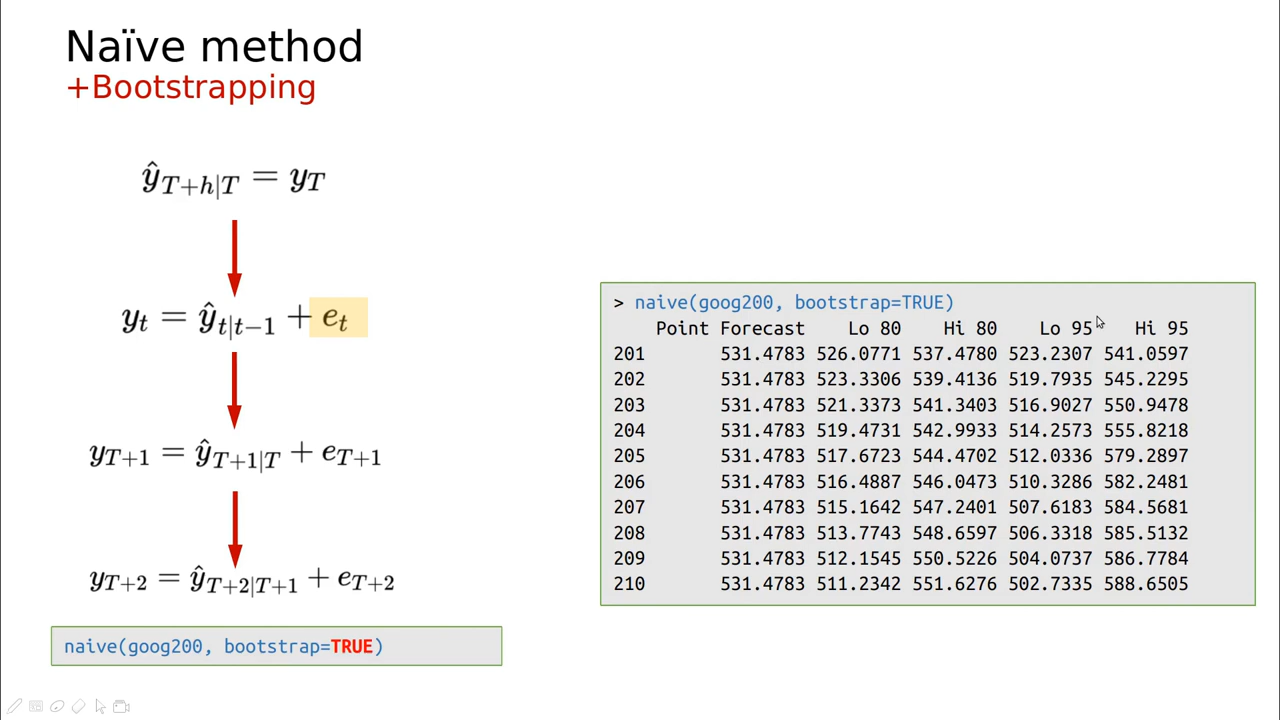 Naïve method
+Bootstrapping
ŷ_{T+h|T} = y_T
y_t = ŷ_{t|t−1} + e_t
y_{T+1} = ŷ_{T+1|T} + e_{T+1}
y_{T+2} = ŷ_{T+2|T+1} + e_{T+2}
naive(goog200, bootstrap=TRUE)
> naive(goog200, bootstrap=TRUE)
Point Forecast Lo 80 Hi 80 Lo 95 Hi 95
201 531.4783 526.0771 537.4780 523.2307 541.0597
202 531.4783 523.3306 539.4136 519.7935 545.2295
203 531.4783 521.3373 541.3403 516.9027 550.9478
204 531.4783 519.4731 542.9933 514.2573 555.8218
205 531.4783 517.6723 544.4702 512.0336 579.2897
206 531.4783 516.4887 546.0473 510.3286 582.2481
207 531.4783 515.1642 547.2401 507.6183 584.5681
208 531.4783 513.7743 548.6597 506.3318 585.5132
209 531.4783 512.1545 550.5226 504.0737 586.7784
210 531.4783 511.2342 551.6276 502.7335 588.6505